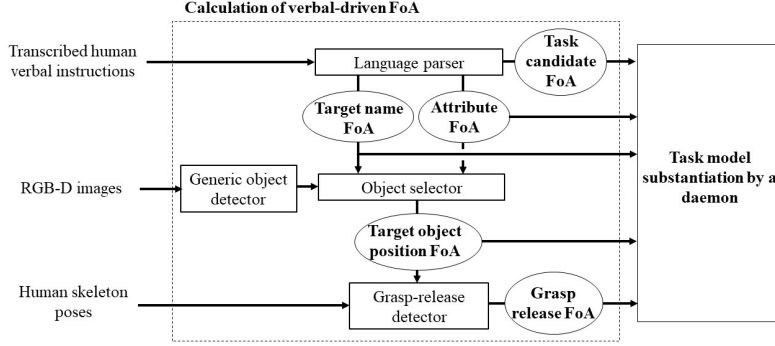 Calculation of verbal-driven FoA
Transcribed human
verbal instructions
Language parser
Task
candidate
FoA
Target name
FoA
Attribute
FoA
RGB-D images
Generic object
detector
Object selector
Task model
substantiation by a
daemon
Target object
position FoA
Human skeleton
poses
Grasp-release
detector
Grasp
release FoA